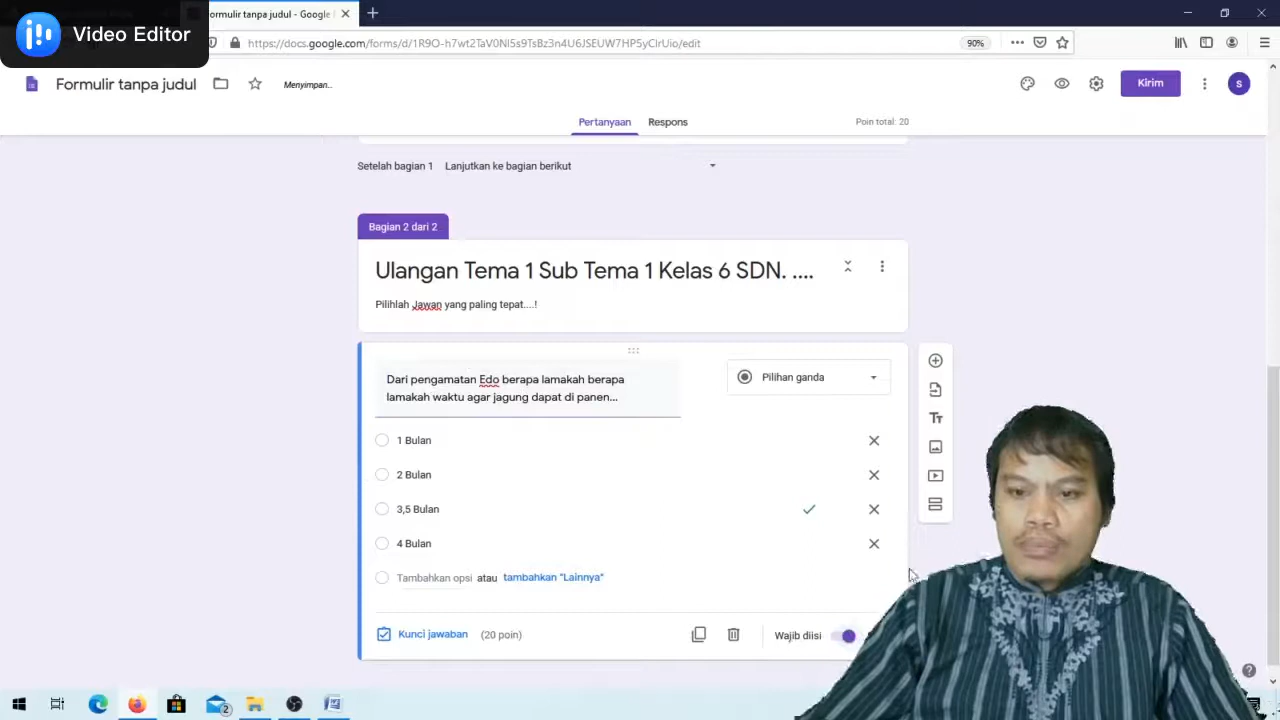 Video Editor
Formulir tanpa judul - Google F
https://docs.google.com/forms/d/1R9O-h7wt2TaV0NI5s9TsBz3n4U6JSEUW7HP5yClrUio/edit
90%
Formulir tanpa judul
Menyimpan..
Kirim
s
Pertanyaan
Respons
Poin total: 20
Setelah bagian 1 Lanjutkan ke bagian berikut
Bagian 2 dari 2
Ulangan Tema 1 Sub Tema 1 Kelas 6 SDN. ....
Pilihlah Jawan yang paling tepat....!
Dari pengamatan Edo berapa lamakah berapa
lamakah waktu agar jagung dapat di panen...
Pilihan ganda
1 Bulan
2 Bulan
3,5 Bulan
4 Bulan
Tambahkan opsi atau tambahkan "Lainnya"
Kunci jawaban (20 poin)
Wajib diisi
2